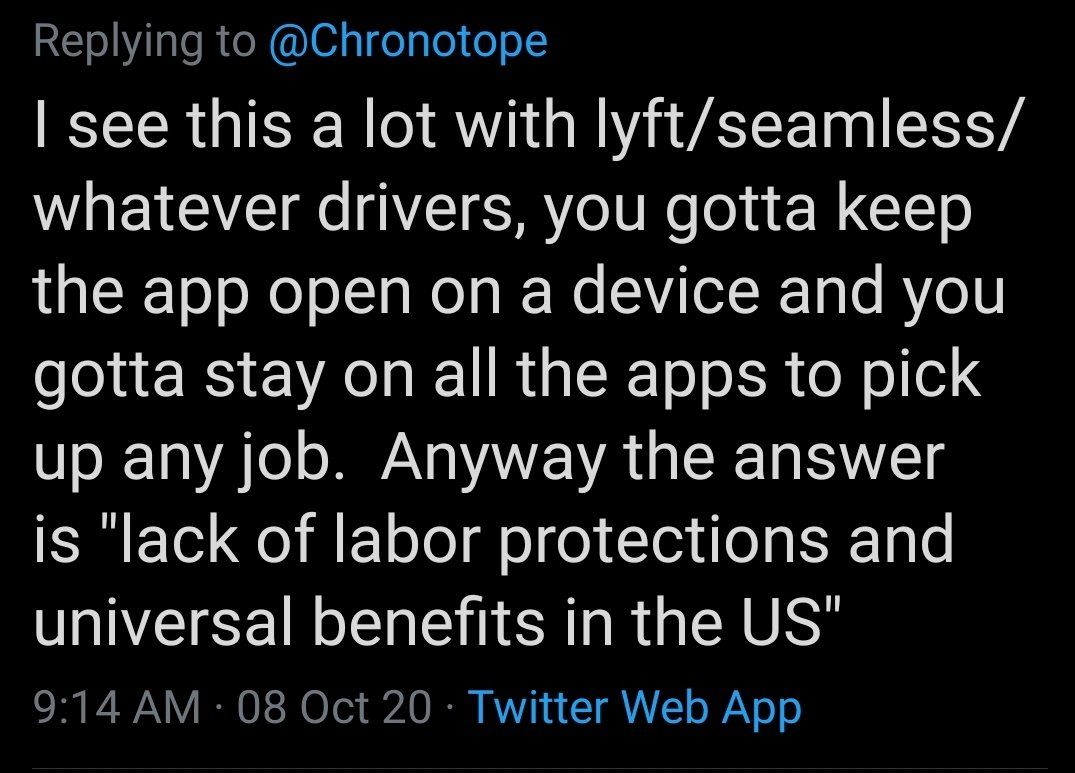 Replying to @Chronotope
I see this a lot with lyft/seamless/
whatever drivers, you gotta keep
the app open on a device and you
gotta stay on all the apps to pick
up any job.  Anyway the answer
is "lack of labor protections and
universal benefits in the US"
9:14 AM · 08 Oct 20 · Twitter Web App